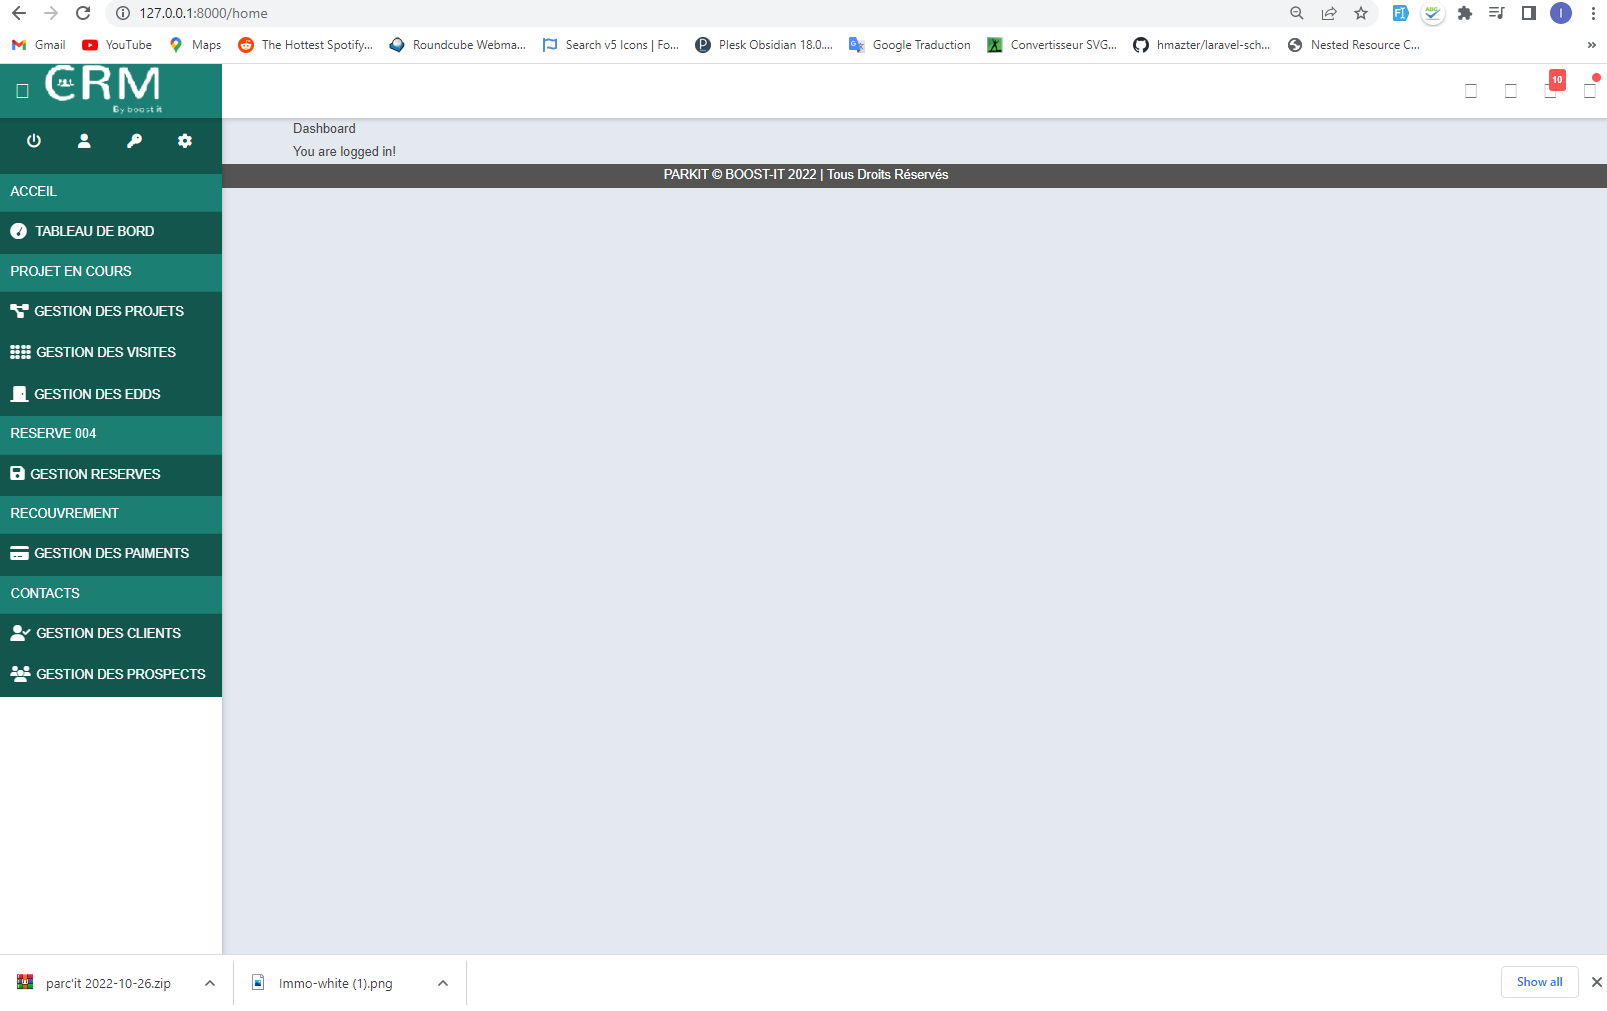 127.0.0.1:8000/home
Gmail
YouTube
Maps
The Hottest Spotify...
Roundcube Webma...
Search v5 Icons | Fo...
Plesk Obsidian 18.0....
Google Traduction
Convertisseur SVG...
hmazter/laravel-sch...
Nested Resource C...
»
CRM
By boost it
10
Dashboard
You are logged in!
PARKIT © BOOST-IT 2022 | Tous Droits Réservés
ACCEIL
TABLEAU DE BORD
PROJET EN COURS
GESTION DES PROJETS
GESTION DES VISITES
GESTION DES EDDS
RESERVE 004
GESTION RESERVES
RECOUVREMENT
GESTION DES PAIMENTS
CONTACTS
GESTION DES CLIENTS
GESTION DES PROSPECTS
parc'it 2022-10-26.zip
Immo-white (1).png
Show all